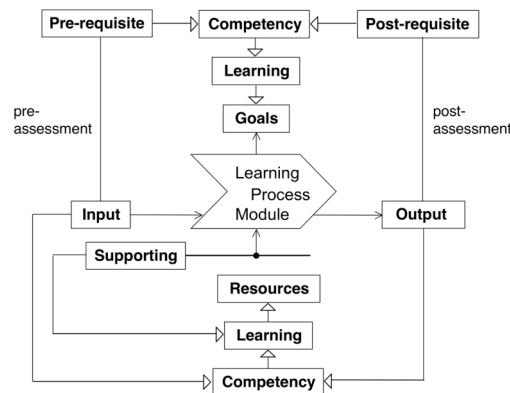 Pre-requisite
Competency
Post-requisite
Learning
Goals
pre-
assessment
post-
assessment
Learning
Process
Module
Input
Output
Supporting
Resources
Learning
Competency